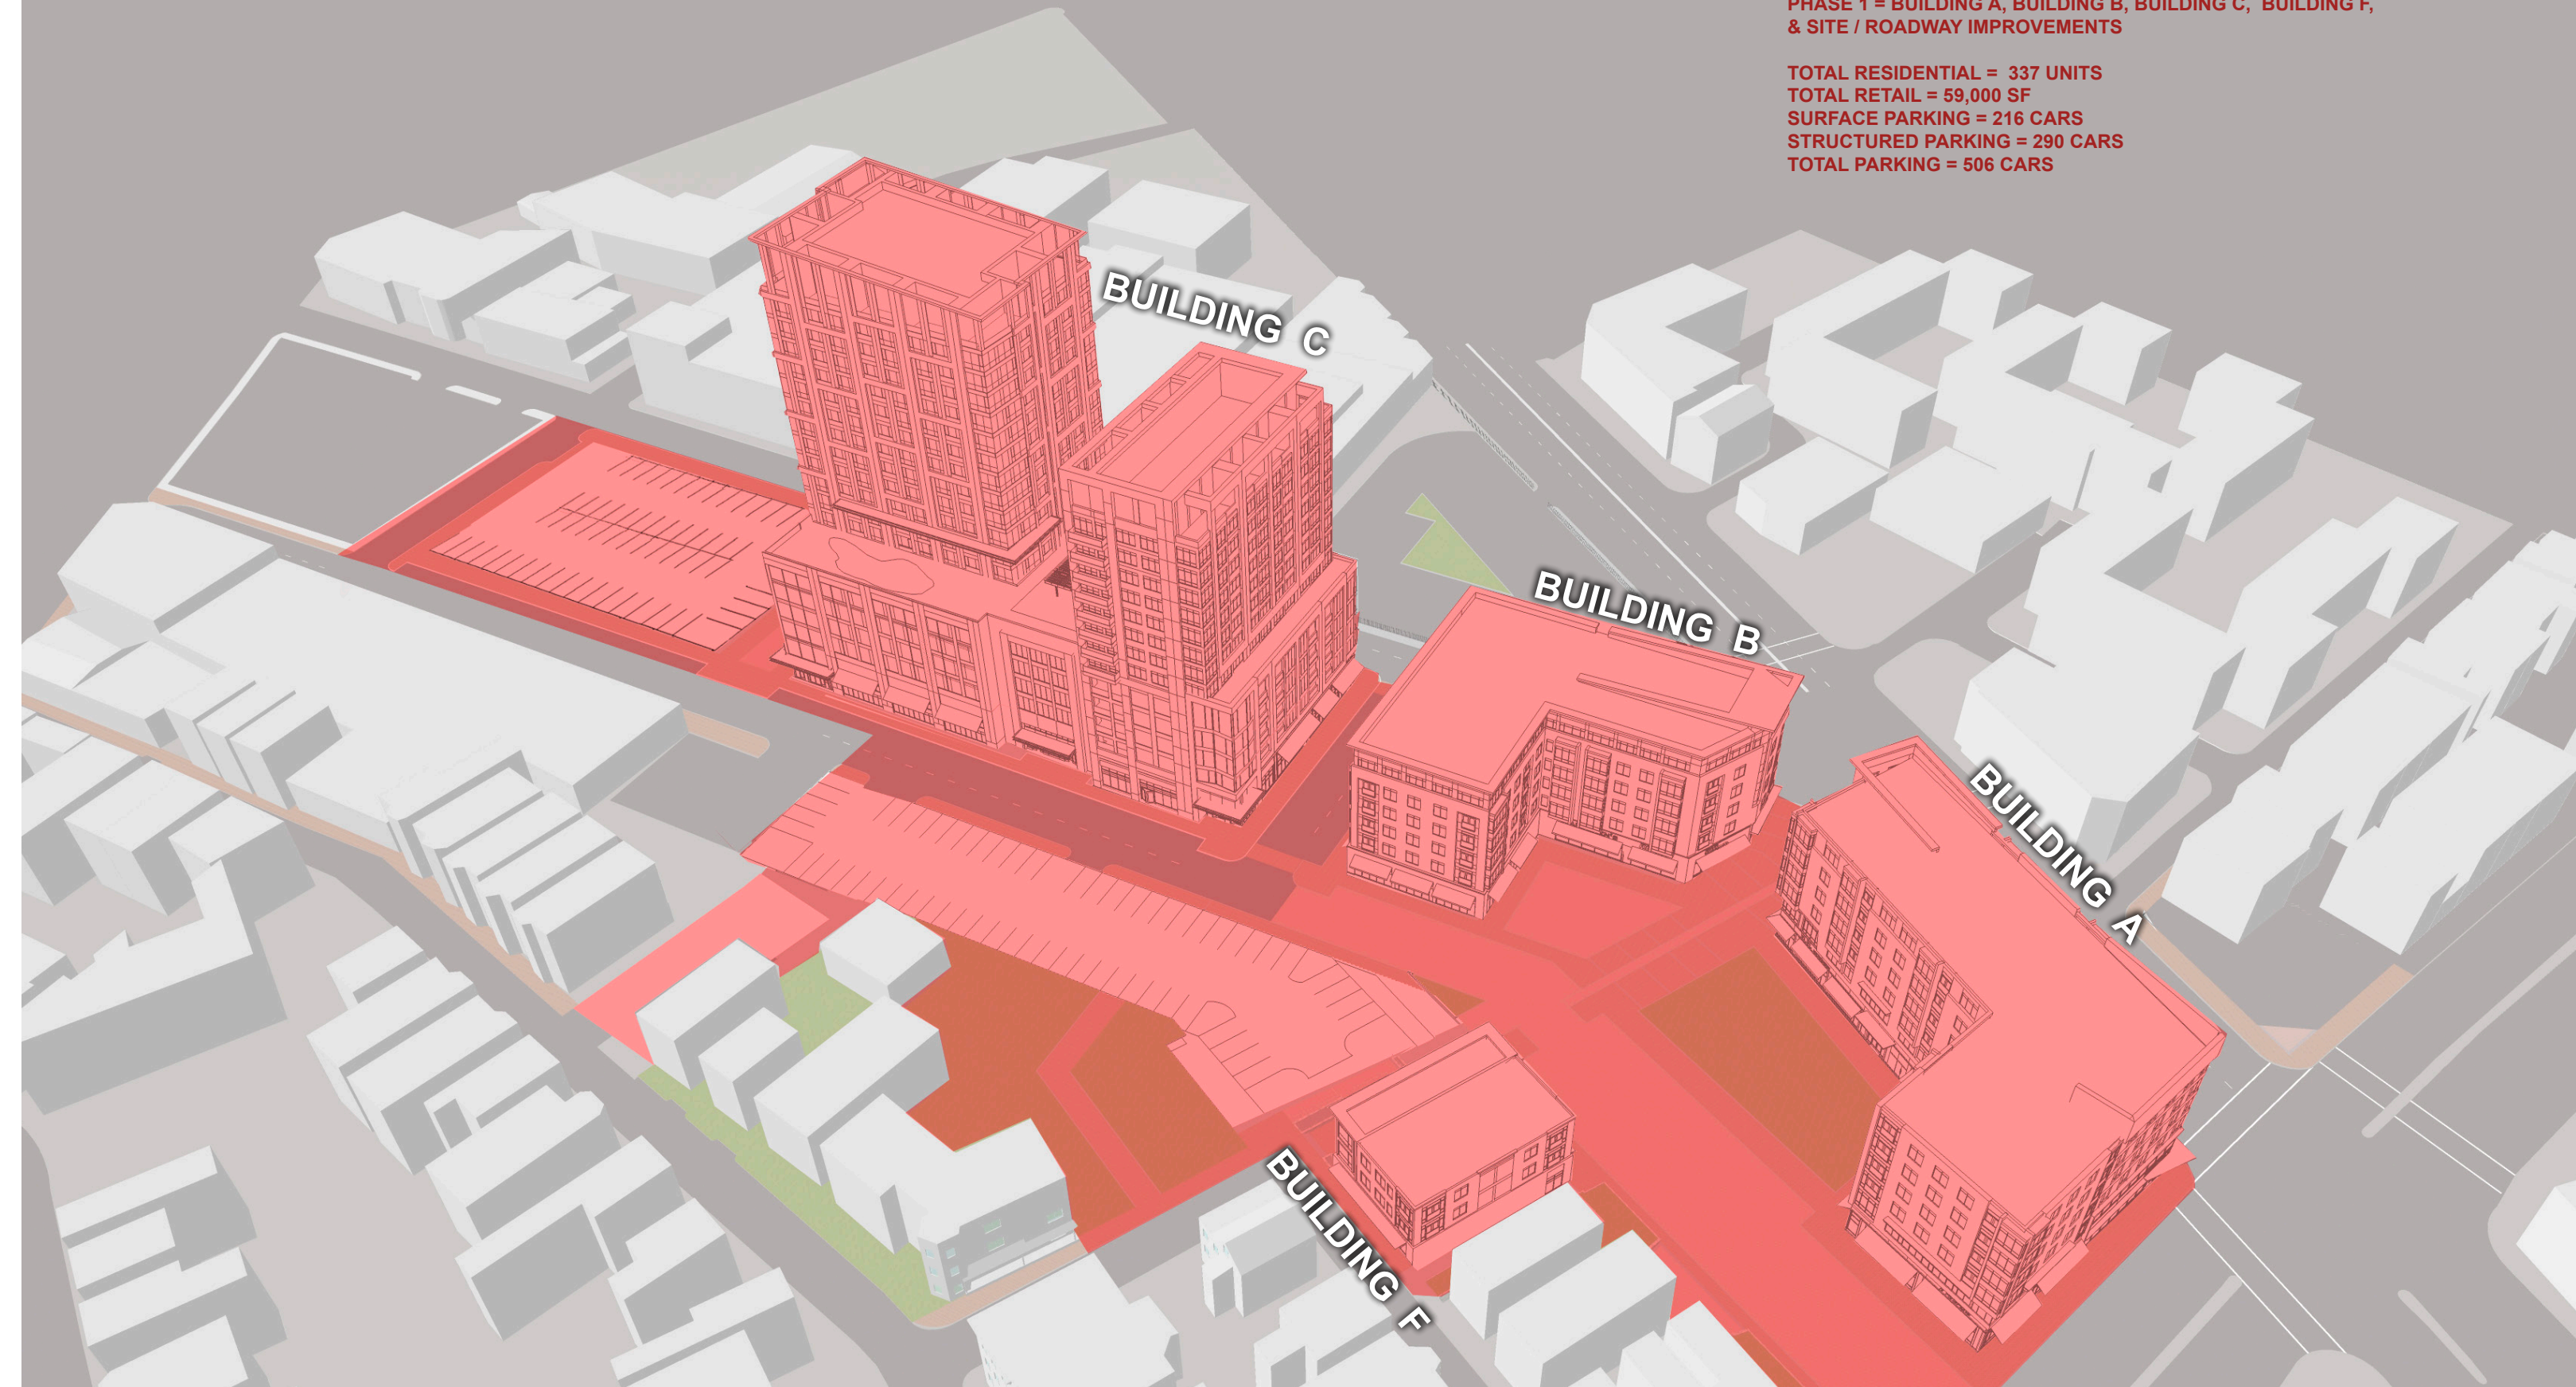 PHASE 1 = BUILDING A, BUILDING B, BUILDING C, BUILDING F,
& SITE / ROADWAY IMPROVEMENTS
TOTAL RESIDENTIAL = 337 UNITS
TOTAL RETAIL = 59,000 SF
SURFACE PARKING = 216 CARS
STRUCTURED PARKING = 290 CARS
TOTAL PARKING = 506 CARS
BUILDING C
BUILDING B
BUILDING A
BUILDING F